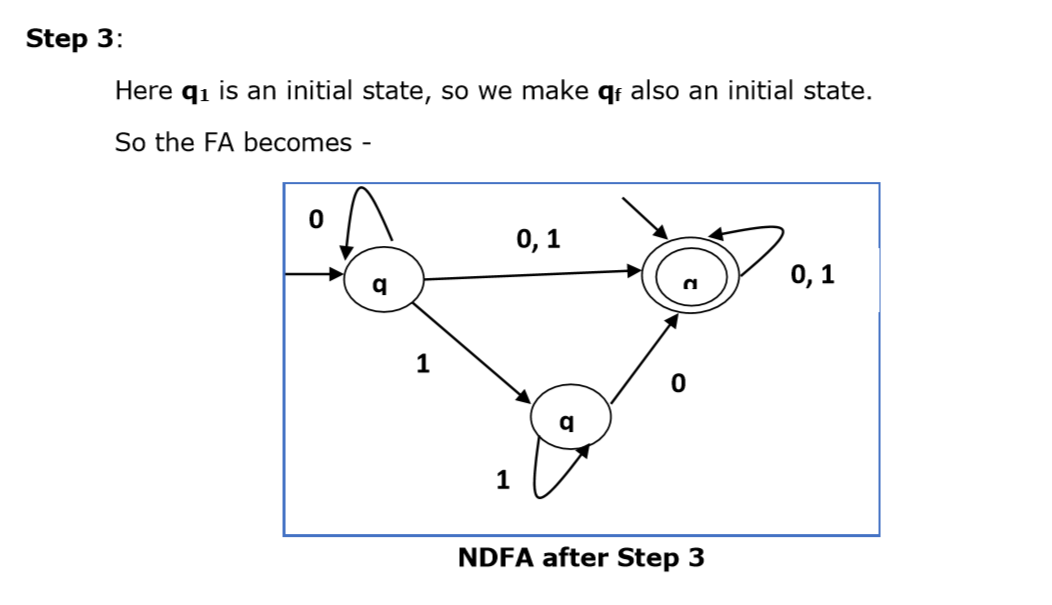 Step 3:
Here q₁ is an initial state, so we make qf also an initial state.
So the FA becomes -
0
0, 1
q
0, 1
1
0
q
1
NDFA after Step 3